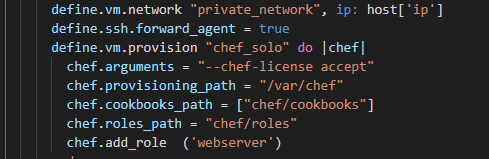 define.vm.network "private_network", ip: host['ip']
define.ssh.forward_agent = true
define.vm.provision "chef_solo" do |chef|
chef.arguments = "--chef-license accept"
chef.provisioning_path = "/var/chef"
chef.cookbooks_path = ["chef/cookbooks"]
chef.roles_path = "chef/roles"
chef.add_role  ('webserver')